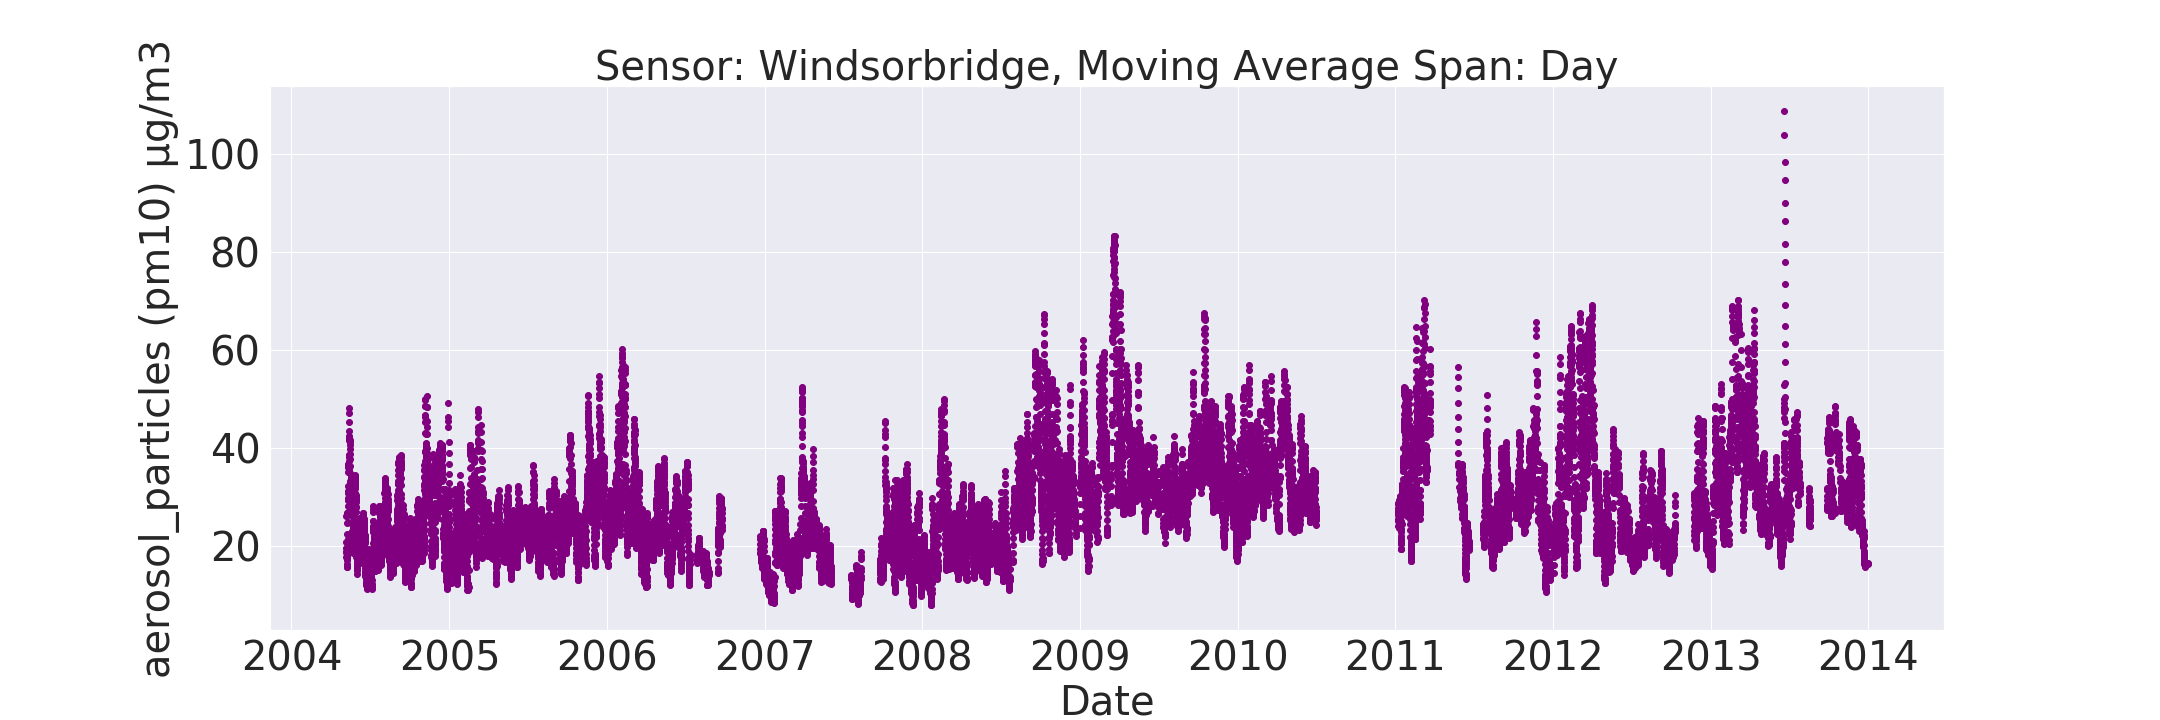 Sensor: Windsorbridge, Moving Average Span: Day
aerosol_particles (pm10) µg/m3
100
80
60
40
20
2004 2005 2006 2007 2008 2009 2010 2011 2012 2013 2014
Date